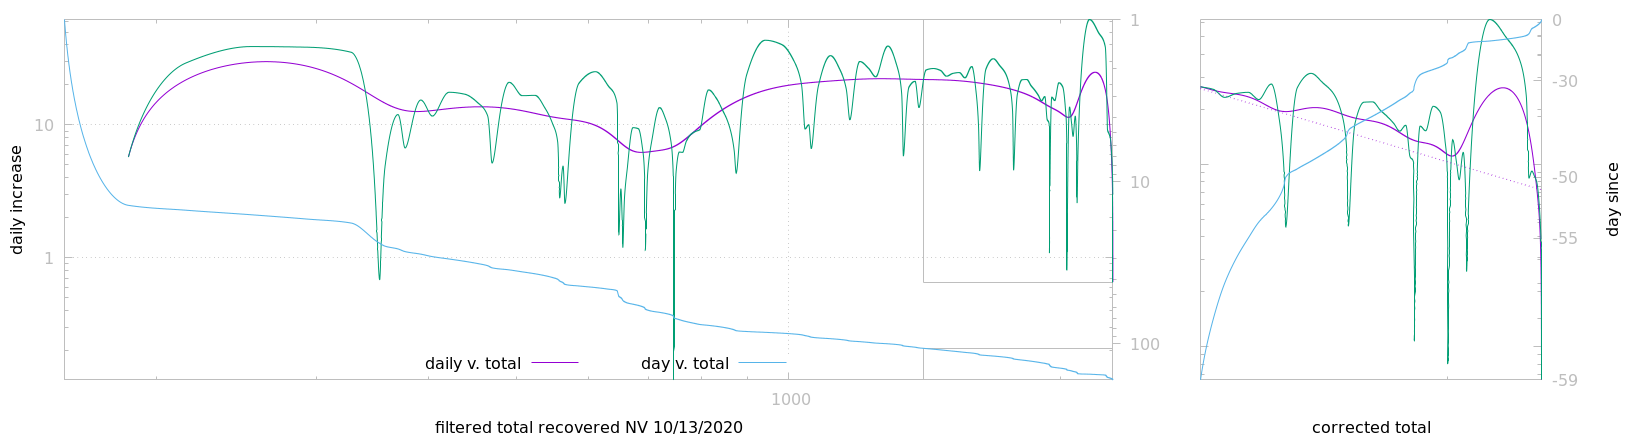 daily increase
10
1
1
10
100
daily v. total
day v. total
1000
filtered total recovered NV 10/13/2020
0
-30
-50
-55
-59
day since
corrected total